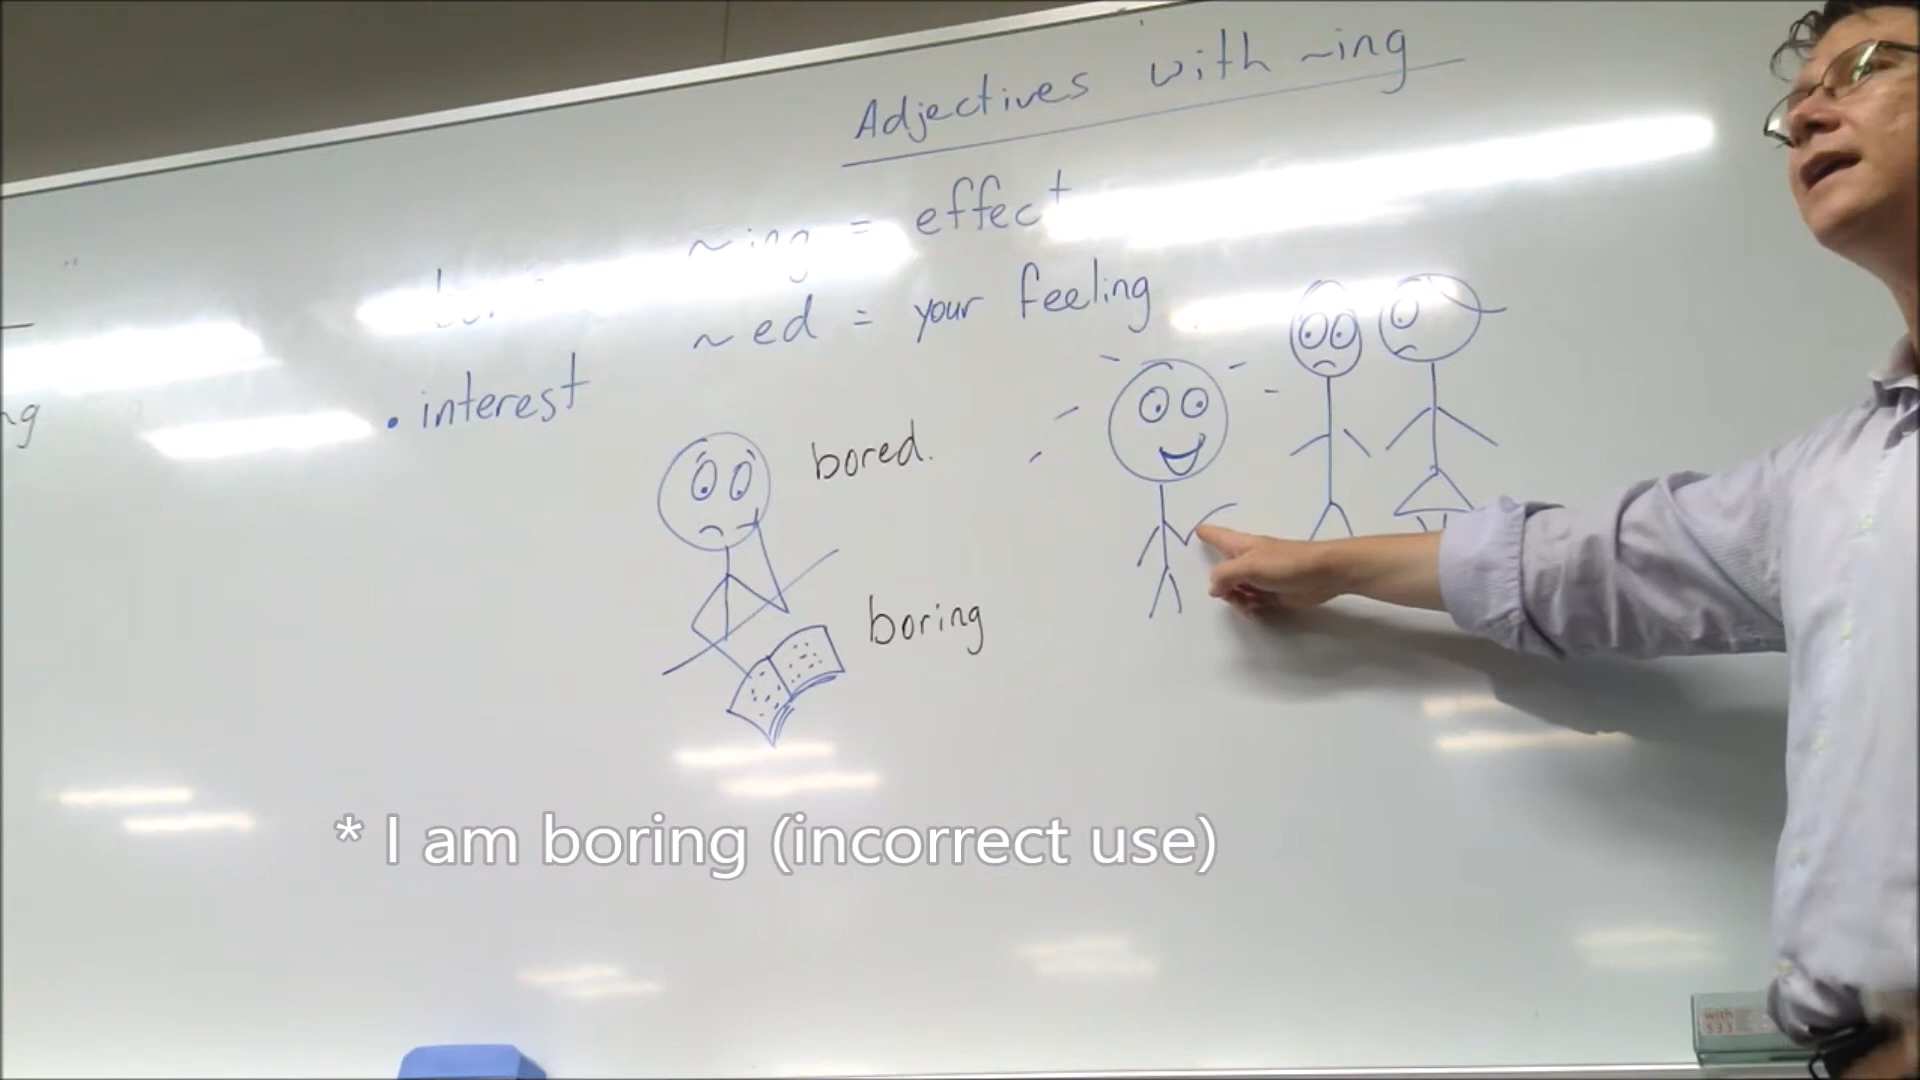 Adjectives with ~ing
~ing = effect
~ed = your feeling
• interest
bored.
boring
* I am boring (incorrect use)